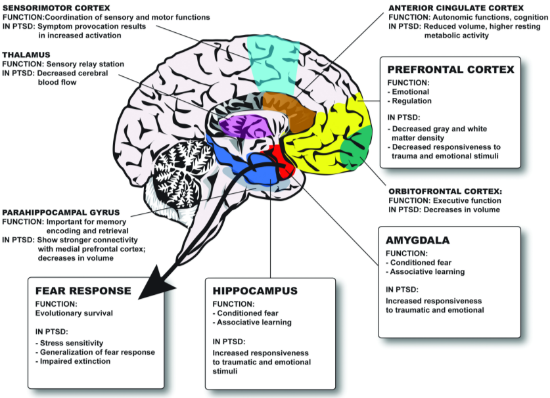 SENSORIMOTOR CORTEX
FUNCTION:Coordination of sensory and motor functions
IN PTSD: Symptom provocation results
in increased activation
THALAMUS
FUNCTION: Sensory relay station
IN PTSD: Decreased cerebral
blood flow
ANTERIOR CINGULATE CORTEX
FUNCTION: Autonomic functions, cognition
IN PTSD: Reduced volume, higher resting
metabolic activity
PREFRONTAL CORTEX
FUNCTION:
- Emotional
- Regulation
IN PTSD:
- Decreased gray and white
matter density
- Decreased responsiveness to
trauma and emotional stimuli
ORBITOFRONTAL CORTEX:
FUNCTION: Executive function
IN PTSD: Decreases in volume
PARAHIPPOCAMPAL GYRUS
FUNCTION: Important for memory
encoding and retrieval
IN PTSD: Show stronger connectivity
with medial prefrontal cortex;
decreases in volume
FEAR RESPONSE
FUNCTION:
Evolutionary survival
IN PTSD:
- Stress sensitivity
- Generalization of fear response
- Impaired extinction
HIPPOCAMPUS
FUNCTION:
- Conditioned fear
- Associative learning
IN PTSD:
Increased responsiveness
to traumatic and emotional
stimuli
AMYGDALA
FUNCTION:
- Conditioned fear
- Associative learning
IN PTSD:
Increased responsiveness
to traumatic and emotional